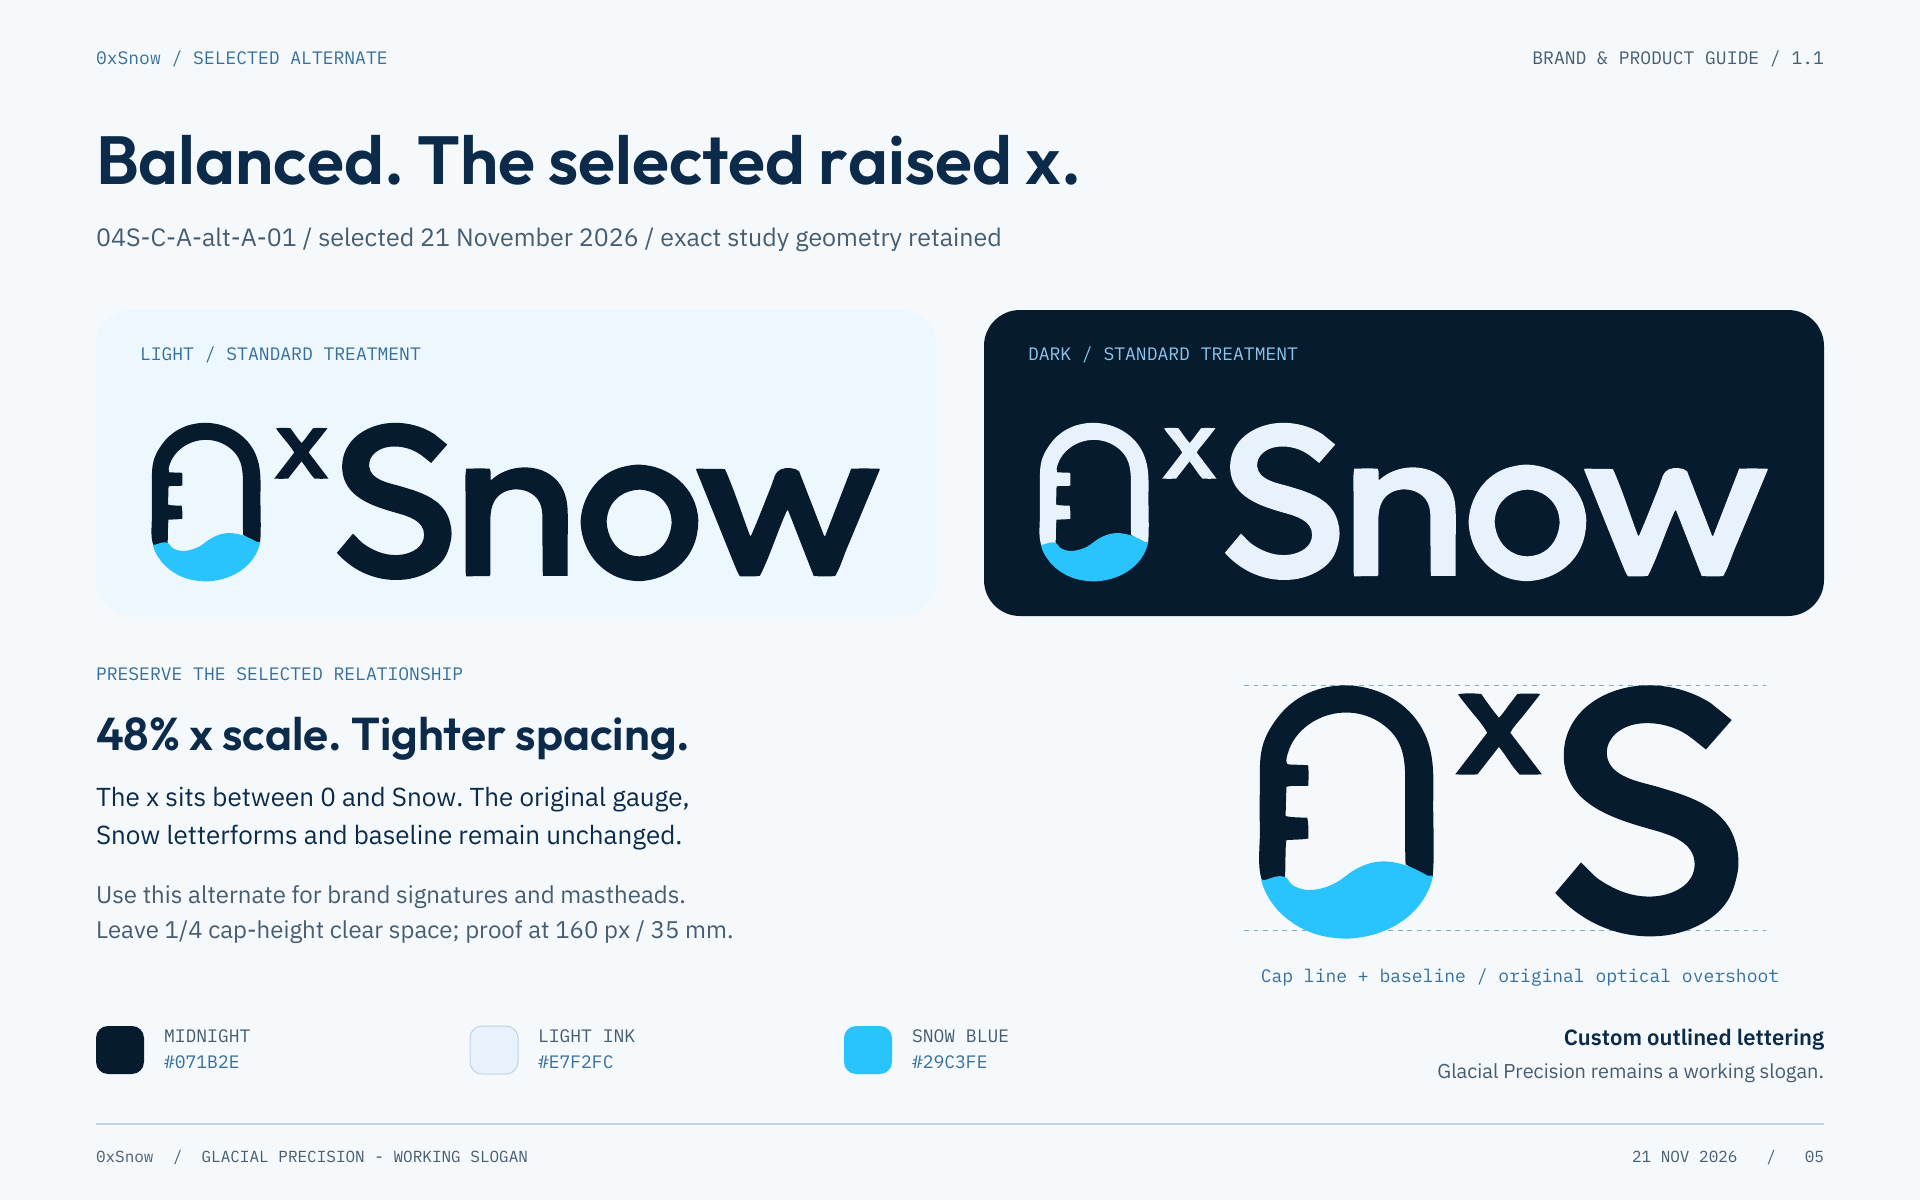 0xSnow / SELECTED ALTERNATE
BRAND & PRODUCT GUIDE / 1.1
Balanced. The selected raised x.
04S-C-A-alt-A-01 / selected 21 November 2026 / exact study geometry retained
LIGHT / STANDARD TREATMENT
0xSnow
DARK / STANDARD TREATMENT
0xSnow
PRESERVE THE SELECTED RELATIONSHIP
48% x scale. Tighter spacing.
The x sits between 0 and Snow. The original gauge,
Snow letterforms and baseline remain unchanged.
Use this alternate for brand signatures and mastheads.
Leave 1/4 cap-height clear space; proof at 160 px / 35 mm.
0xS
Cap line + baseline / original optical overshoot
MIDNIGHT
#071B2E
LIGHT INK
#E7F2FC
SNOW BLUE
#29C3FE
Custom outlined lettering
Glacial Precision remains a working slogan.
0xSnow / GLACIAL PRECISION - WORKING SLOGAN
21 NOV 2026 / 05